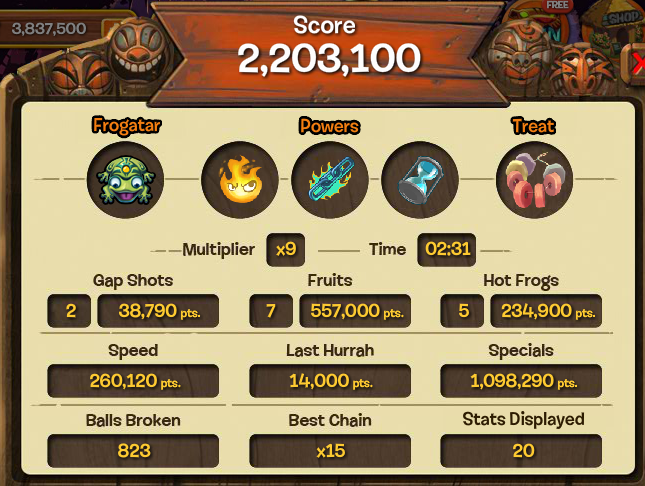 3,837,500
FREE
SHOP
Score
2,203,100
Frogatar
Powers
Treat
Multiplier x9 Time 02:31
Gap Shots Fruits Hot Frogs
2 38,790 pts. 7 557,000 pts. 5 234,900 pts.
Speed Last Hurrah Specials
260,120 pts. 14,000 pts. 1,098,290 pts.
Balls Broken Best Chain Stats Displayed
823 x15 20